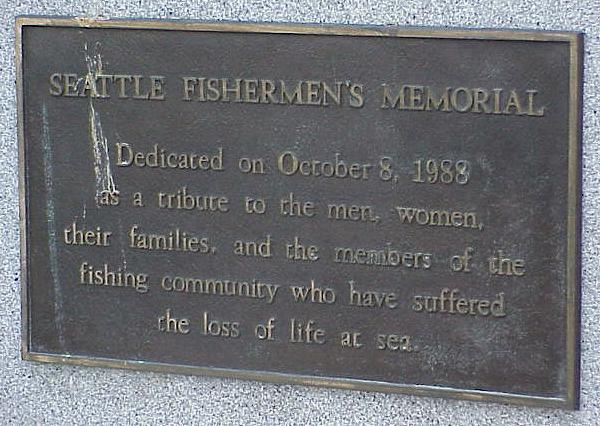 SEATTLE FISHERMEN'S MEMORIAL
Dedicated on October 8, 1988
as a tribute to the men, women,
their families, and the members of the
fishing community who have suffered
the loss of life at sea.